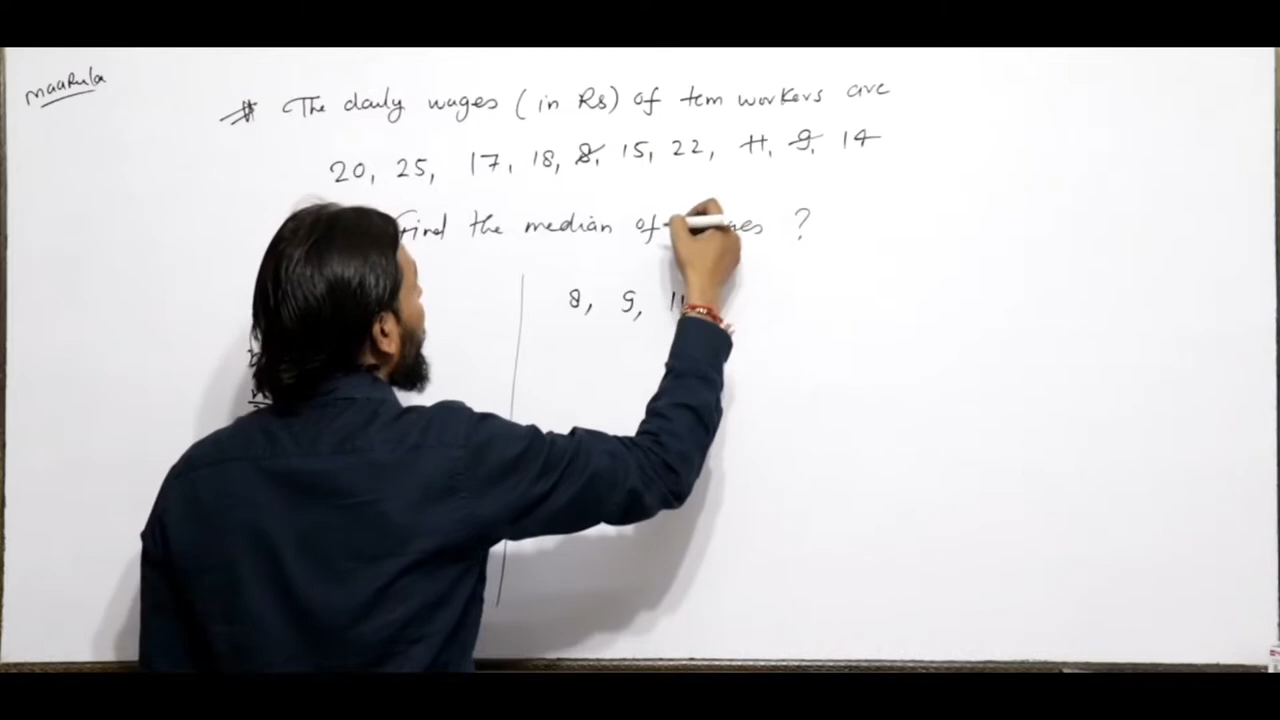 maaRula
# The daily wages (in Rs) of tem workers are
20, 25, 17, 18, 8, 15, 22, 11, 9, 14
Find the median of ?
8, 9, 11